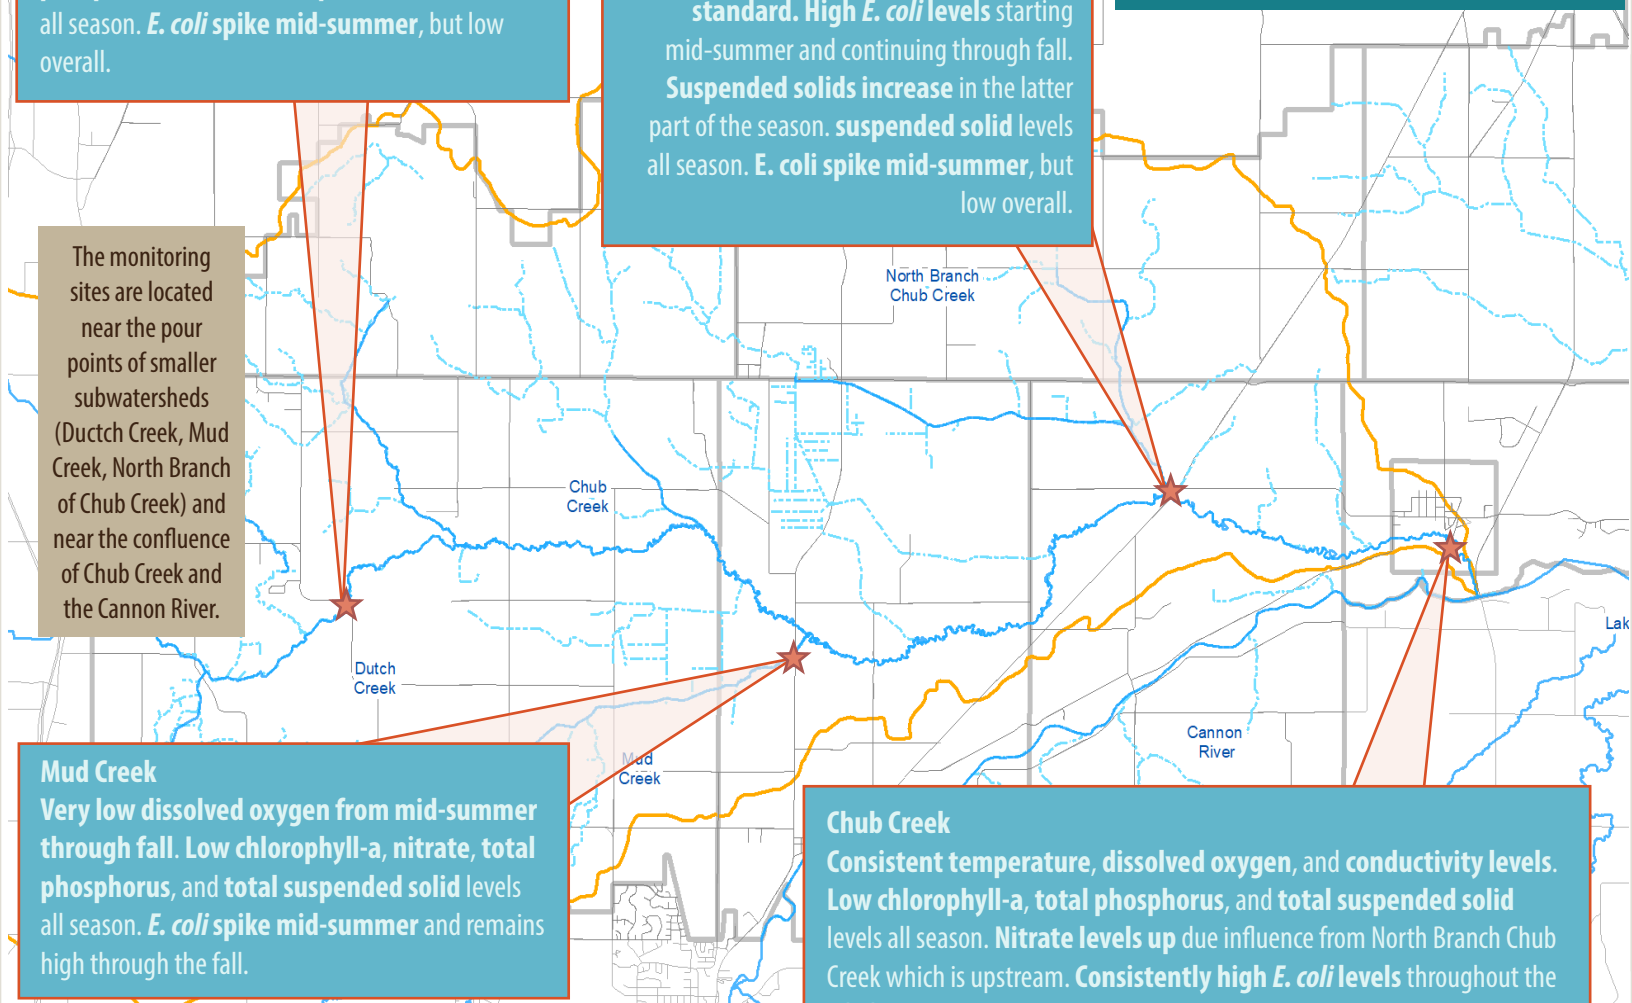 all season. E. coli spike mid-summer, but low
overall.
standard. High E. coli levels starting
mid-summer and continuing through fall.
Suspended solids increase in the latter
part of the season. suspended solid levels
all season. E. coli spike mid-summer, but
low overall.
The monitoring
sites are located
near the pour
points of smaller
subwatersheds
(Ductch Creek, Mud
Creek, North Branch
of Chub Creek) and
near the confluence
of Chub Creek and
the Cannon River.
North Branch
Chub Creek
Chub
Creek
Dutch
Creek
Mud
Creek
Cannon
River
Lak
Mud Creek
Very low dissolved oxygen from mid-summer
through fall. Low chlorophyll-a, nitrate, total
phosphorus, and total suspended solid levels
all season. E. coli spike mid-summer and remains
high through the fall.
Chub Creek
Consistent temperature, dissolved oxygen, and conductivity levels.
Low chlorophyll-a, total phosphorus, and total suspended solid
levels all season. Nitrate levels up due influence from North Branch Chub
Creek which is upstream. Consistently high E. coli levels throughout the